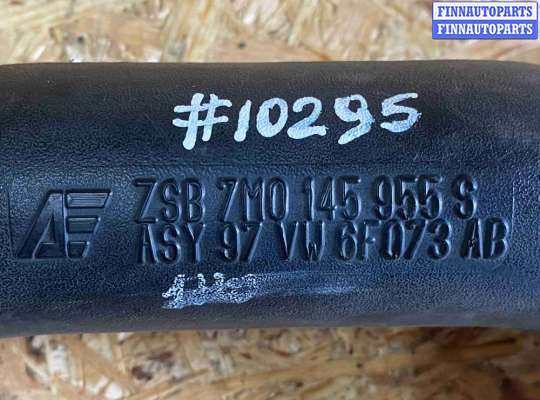 FINNAUTOPARTS
FINNAUTOPARTS
#10295
ZSB 7M0 145 955 S
ASY 97 VW 6F073 AB